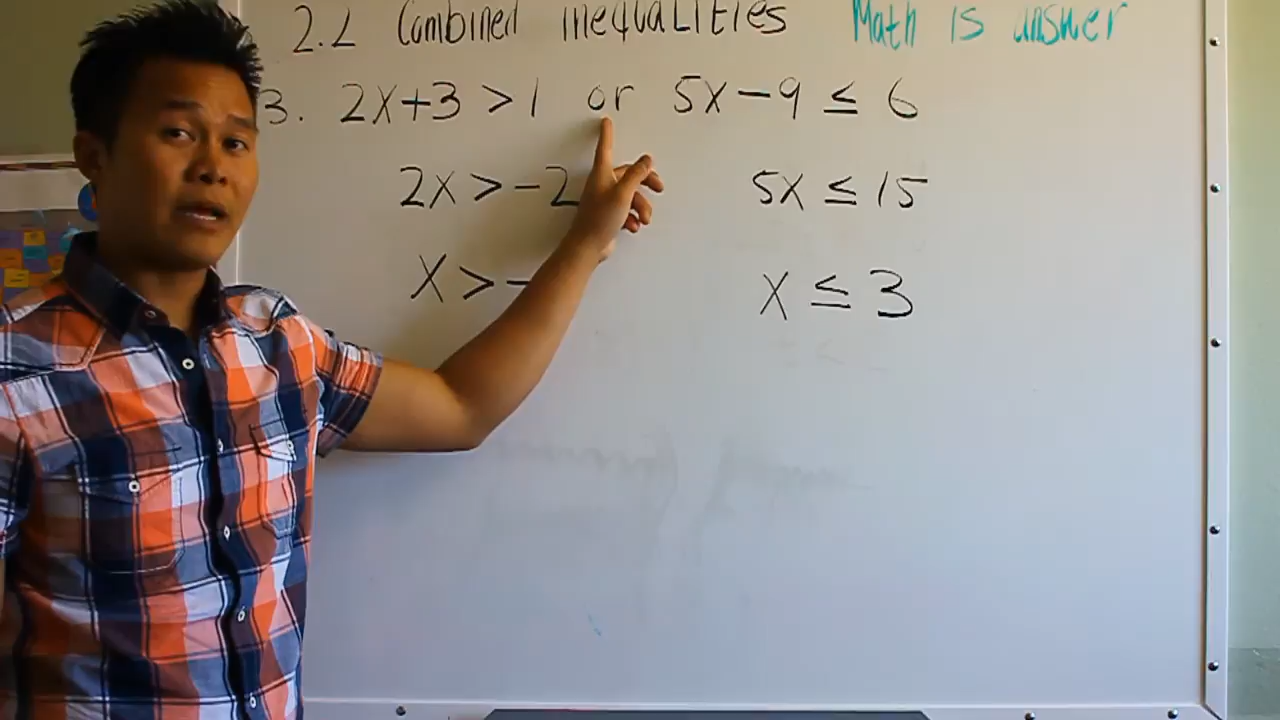 2.2 Combined inequalities Math is answer
3. 2x+3 >1 or 5x-9 ≤ 6
2x > -2 5x ≤ 15
x > - x ≤ 3